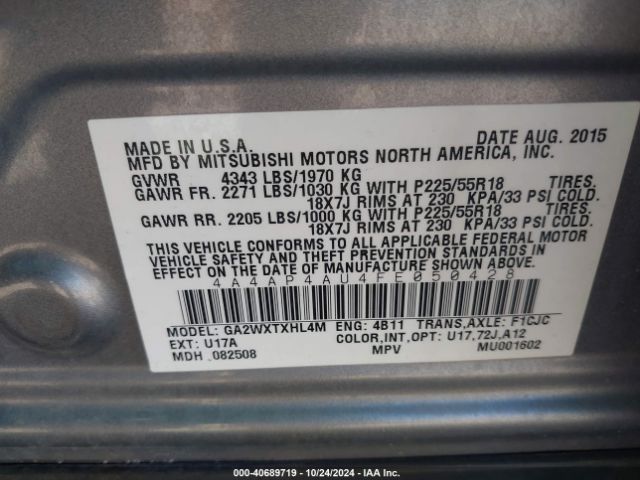 MADE IN U.S.A. DATE AUG. 2015
MFD BY MITSUBISHI MOTORS NORTH AMERICA, INC.
GVWR 4343 LBS/1970 KG
GAWR FR. 2271 LBS/1030 KG WITH P225/55R18 TIRES,
18X7J RIMS AT 230 KPA/33 PSI COLD.
GAWR RR. 2205 LBS/1000 KG WITH P225/55R18 TIRES,
18X7J RIMS AT 230 KPA/33 PSI COLD.
THIS VEHICLE CONFORMS TO ALL APPLICABLE FEDERAL MOTOR
VEHICLE SAFETY AND THEFT PREVENTION STANDARDS IN
EFFECT ON THE DATE OF MANUFACTURE SHOWN ABOVE.
4A4AP4AU4FE050428
MODEL: GA2WXTXHL4M ENG: 4B11 TRANS,AXLE: F1CJC
EXT: U17A COLOR,INT,OPT: U17,72J,A12
MDH .082508 MPV MU001602
© - 40689719 - 10/24/2024 - IAAI.com